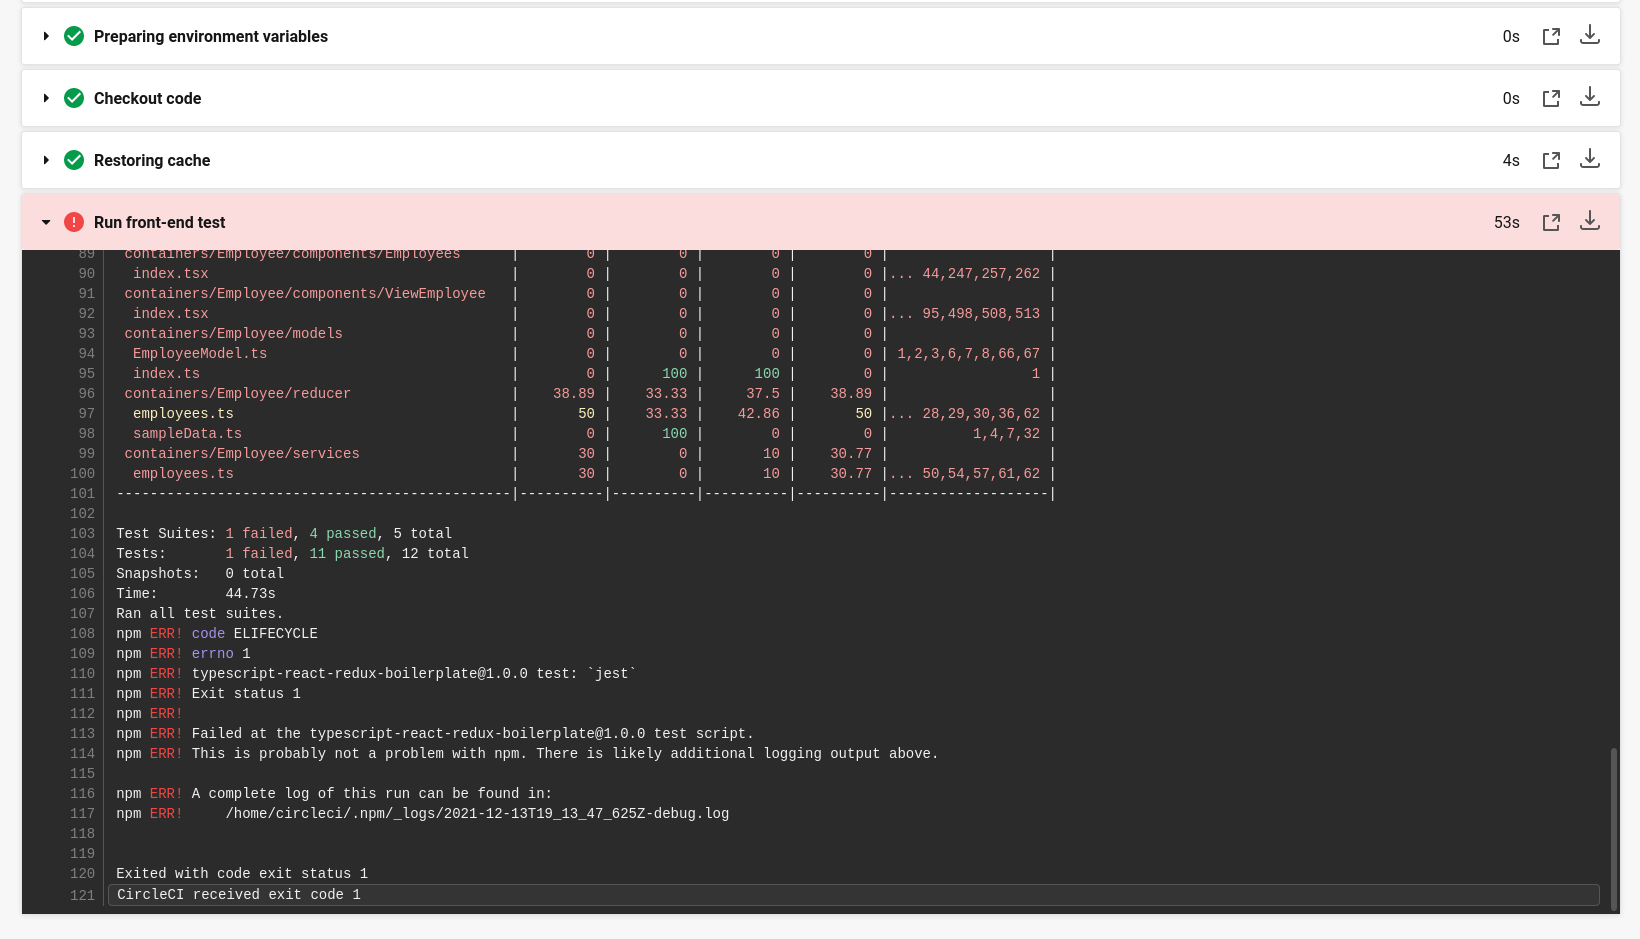 Preparing environment variables 0s
Checkout code 0s
Restoring cache 4s
Run front-end test 53s
89 containers/Employee/components/Employees | 0 | 0 | 0 | 0 | |
90 index.tsx | 0 | 0 | 0 | 0 |... 44,247,257,262 |
91 containers/Employee/components/ViewEmployee | 0 | 0 | 0 | 0 | |
92 index.tsx | 0 | 0 | 0 | 0 |... 95,498,508,513 |
93 containers/Employee/models | 0 | 0 | 0 | 0 | |
94 EmployeeModel.ts | 0 | 0 | 0 | 0 | 1,2,3,6,7,8,66,67 |
95 index.ts | 0 | 100 | 100 | 0 | 1 |
96 containers/Employee/reducer | 38.89 | 33.33 | 37.5 | 38.89 | |
97 employees.ts | 50 | 33.33 | 42.86 | 50 |... 28,29,30,36,62 |
98 sampleData.ts | 0 | 100 | 0 | 0 | 1,4,7,32 |
99 containers/Employee/services | 30 | 0 | 10 | 30.77 | |
100 employees.ts | 30 | 0 | 10 | 30.77 |... 50,54,57,61,62 |
101 -----------------------------------------------|----------|----------|----------|----------|-------------------|
102
103 Test Suites: 1 failed, 4 passed, 5 total
104 Tests: 1 failed, 11 passed, 12 total
105 Snapshots: 0 total
106 Time: 44.73s
107 Ran all test suites.
108 npm ERR! code ELIFECYCLE
109 npm ERR! errno 1
110 npm ERR! typescript-react-redux-boilerplate@1.0.0 test: `jest`
111 npm ERR! Exit status 1
112 npm ERR!
113 npm ERR! Failed at the typescript-react-redux-boilerplate@1.0.0 test script.
114 npm ERR! This is probably not a problem with npm. There is likely additional logging output above.
115
116 npm ERR! A complete log of this run can be found in:
117 npm ERR! /home/circleci/.npm/_logs/2021-12-13T19_13_47_625Z-debug.log
118
119
120 Exited with code exit status 1
121 CircleCI received exit code 1